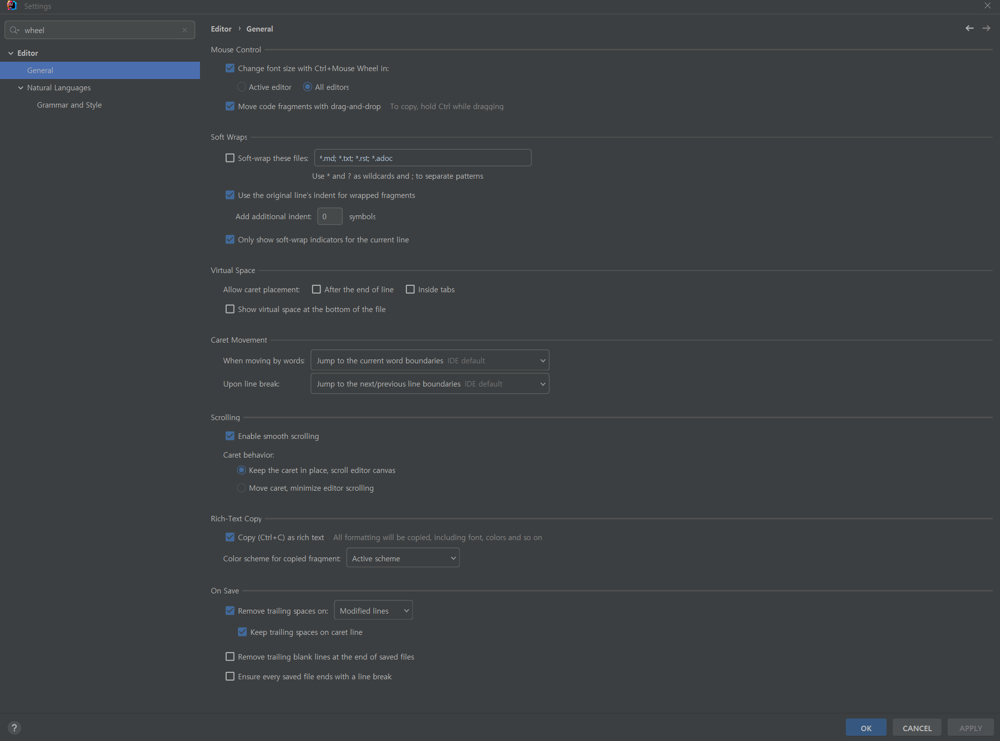 Settings
wheel
Editor
General
Natural Languages
Grammar and Style
Editor › General
Mouse Control
Change font size with Ctrl+Mouse Wheel in:
Active editor All editors
Move code fragments with drag-and-drop To copy, hold Ctrl while dragging
Soft Wraps
Soft-wrap these files: *.md; *.txt; *.rst; *.adoc
Use * and ? as wildcards and ; to separate patterns
Use the original line's indent for wrapped fragments
Add additional indent: 0 symbols
Only show soft-wrap indicators for the current line
Virtual Space
Allow caret placement: After the end of line Inside tabs
Show virtual space at the bottom of the file
Caret Movement
When moving by words: Jump to the current word boundaries IDE default
Upon line break: Jump to the next/previous line boundaries IDE default
Scrolling
Enable smooth scrolling
Caret behavior:
Keep the caret in place, scroll editor canvas
Move caret, minimize editor scrolling
Rich-Text Copy
Copy (Ctrl+C) as rich text All formatting will be copied, including font, colors and so on
Color scheme for copied fragment: Active scheme
On Save
Remove trailing spaces on: Modified lines
Keep trailing spaces on caret line
Remove trailing blank lines at the end of saved files
Ensure every saved file ends with a line break
?
OK CANCEL APPLY